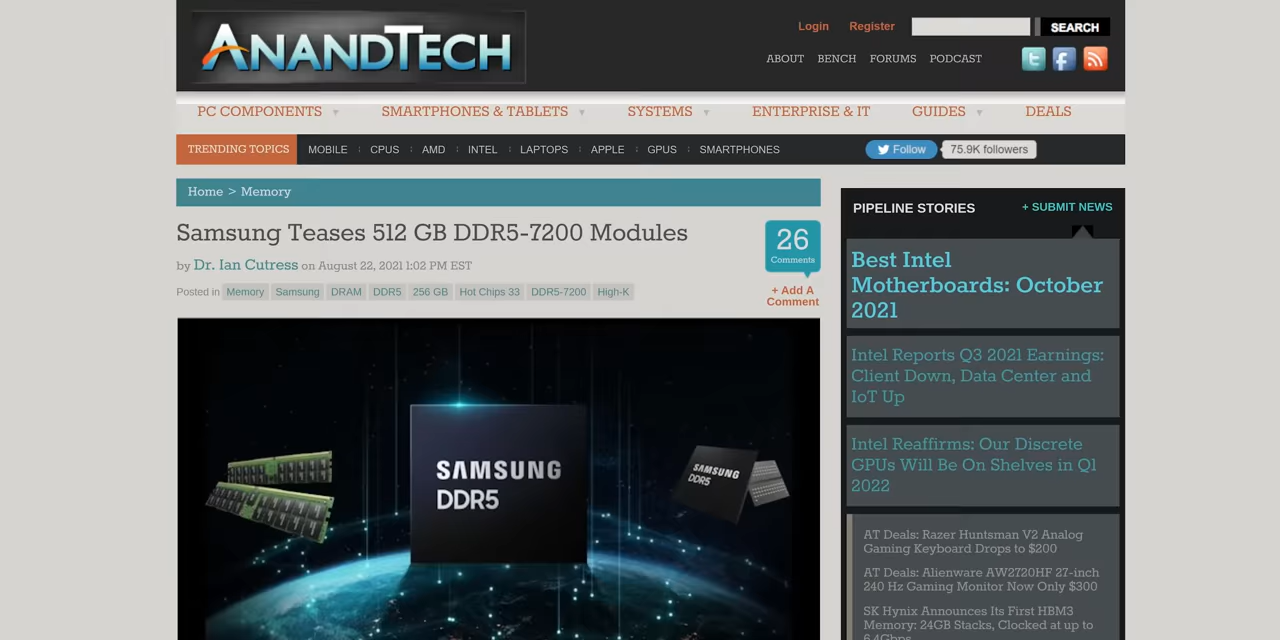 ANANDTECH
Login Register SEARCH
ABOUT BENCH FORUMS PODCAST
PC COMPONENTS SMARTPHONES & TABLETS SYSTEMS ENTERPRISE & IT GUIDES DEALS
TRENDING TOPICS MOBILE : CPUS : AMD : INTEL : LAPTOPS : APPLE : GPUS : SMARTPHONES
Follow 75.9K followers
Home > Memory
Samsung Teases 512 GB DDR5-7200 Modules
by Dr. Ian Cutress on August 22, 2021 1:02 PM EST
Posted in Memory Samsung DRAM DDR5 256 GB Hot Chips 33 DDR5-7200 High-K
26
Comments
+ Add A
Comment
SAMSUNG
DDR5
SAMSUNG
DDR5
PIPELINE STORIES + SUBMIT NEWS
Best Intel
Motherboards: October
2021
Intel Reports Q3 2021 Earnings:
Client Down, Data Center and
IoT Up
Intel Reaffirms: Our Discrete
GPUs Will Be On Shelves in Q1
2022
AT Deals: Razer Huntsman V2 Analog
Gaming Keyboard Drops to $200
AT Deals: Alienware AW2720HF 27-inch
240 Hz Gaming Monitor Now Only $300
SK Hynix Announces Its First HBM3
Memory: 24GB Stacks, Clocked at up to
6.4Gbps